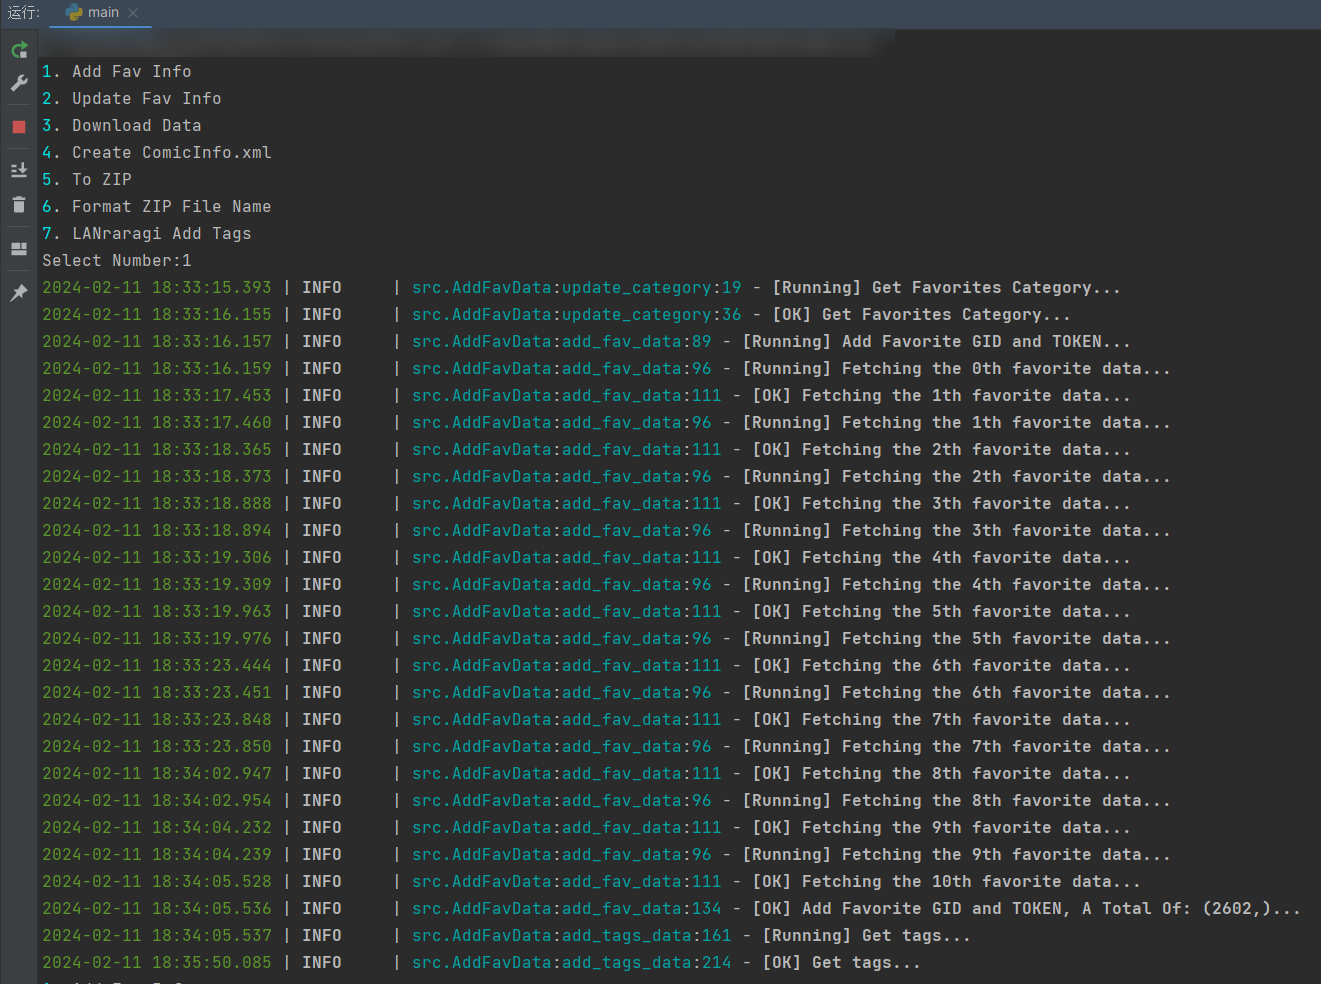 运行: main
1. Add Fav Info
2. Update Fav Info
3. Download Data
4. Create ComicInfo.xml
5. To ZIP
6. Format ZIP File Name
7. LANraragi Add Tags
Select Number:1
2024-02-11 18:33:15.393 | INFO     | src.AddFavData:update_category:19 - [Running] Get Favorites Category...
2024-02-11 18:33:16.155 | INFO     | src.AddFavData:update_category:36 - [OK] Get Favorites Category...
2024-02-11 18:33:16.157 | INFO     | src.AddFavData:add_fav_data:89 - [Running] Add Favorite GID and TOKEN...
2024-02-11 18:33:16.159 | INFO     | src.AddFavData:add_fav_data:96 - [Running] Fetching the 0th favorite data...
2024-02-11 18:33:17.453 | INFO     | src.AddFavData:add_fav_data:111 - [OK] Fetching the 1th favorite data...
2024-02-11 18:33:17.460 | INFO     | src.AddFavData:add_fav_data:96 - [Running] Fetching the 1th favorite data...
2024-02-11 18:33:18.365 | INFO     | src.AddFavData:add_fav_data:111 - [OK] Fetching the 2th favorite data...
2024-02-11 18:33:18.373 | INFO     | src.AddFavData:add_fav_data:96 - [Running] Fetching the 2th favorite data...
2024-02-11 18:33:18.888 | INFO     | src.AddFavData:add_fav_data:111 - [OK] Fetching the 3th favorite data...
2024-02-11 18:33:18.894 | INFO     | src.AddFavData:add_fav_data:96 - [Running] Fetching the 3th favorite data...
2024-02-11 18:33:19.306 | INFO     | src.AddFavData:add_fav_data:111 - [OK] Fetching the 4th favorite data...
2024-02-11 18:33:19.309 | INFO     | src.AddFavData:add_fav_data:96 - [Running] Fetching the 4th favorite data...
2024-02-11 18:33:19.963 | INFO     | src.AddFavData:add_fav_data:111 - [OK] Fetching the 5th favorite data...
2024-02-11 18:33:19.976 | INFO     | src.AddFavData:add_fav_data:96 - [Running] Fetching the 5th favorite data...
2024-02-11 18:33:23.444 | INFO     | src.AddFavData:add_fav_data:111 - [OK] Fetching the 6th favorite data...
2024-02-11 18:33:23.451 | INFO     | src.AddFavData:add_fav_data:96 - [Running] Fetching the 6th favorite data...
2024-02-11 18:33:23.848 | INFO     | src.AddFavData:add_fav_data:111 - [OK] Fetching the 7th favorite data...
2024-02-11 18:33:23.850 | INFO     | src.AddFavData:add_fav_data:96 - [Running] Fetching the 7th favorite data...
2024-02-11 18:34:02.947 | INFO     | src.AddFavData:add_fav_data:111 - [OK] Fetching the 8th favorite data...
2024-02-11 18:34:02.954 | INFO     | src.AddFavData:add_fav_data:96 - [Running] Fetching the 8th favorite data...
2024-02-11 18:34:04.232 | INFO     | src.AddFavData:add_fav_data:111 - [OK] Fetching the 9th favorite data...
2024-02-11 18:34:04.239 | INFO     | src.AddFavData:add_fav_data:96 - [Running] Fetching the 9th favorite data...
2024-02-11 18:34:05.528 | INFO     | src.AddFavData:add_fav_data:111 - [OK] Fetching the 10th favorite data...
2024-02-11 18:34:05.536 | INFO     | src.AddFavData:add_fav_data:134 - [OK] Add Favorite GID and TOKEN, A Total Of: (2602,)...
2024-02-11 18:34:05.537 | INFO     | src.AddFavData:add_tags_data:161 - [Running] Get tags...
2024-02-11 18:35:50.085 | INFO     | src.AddFavData:add_tags_data:214 - [OK] Get tags...